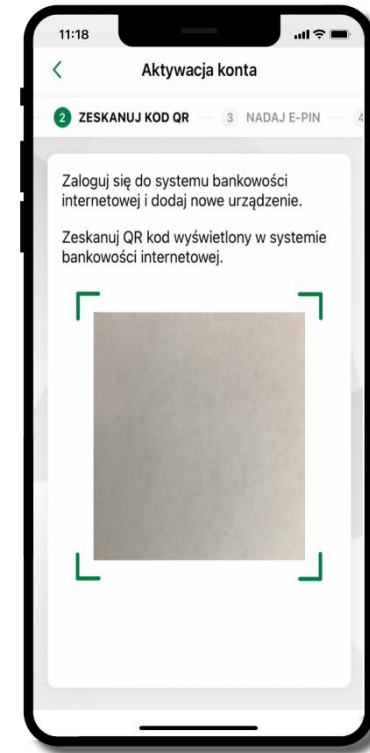 11:18
Aktywacja konta
2 ZESKANUJ KOD QR 3 NADAJ E-PIN 4
Zaloguj się do systemu bankowości
internetowej i dodaj nowe urządzenie.
Zeskanuj QR kod wyświetlony w systemie
bankowości internetowej.